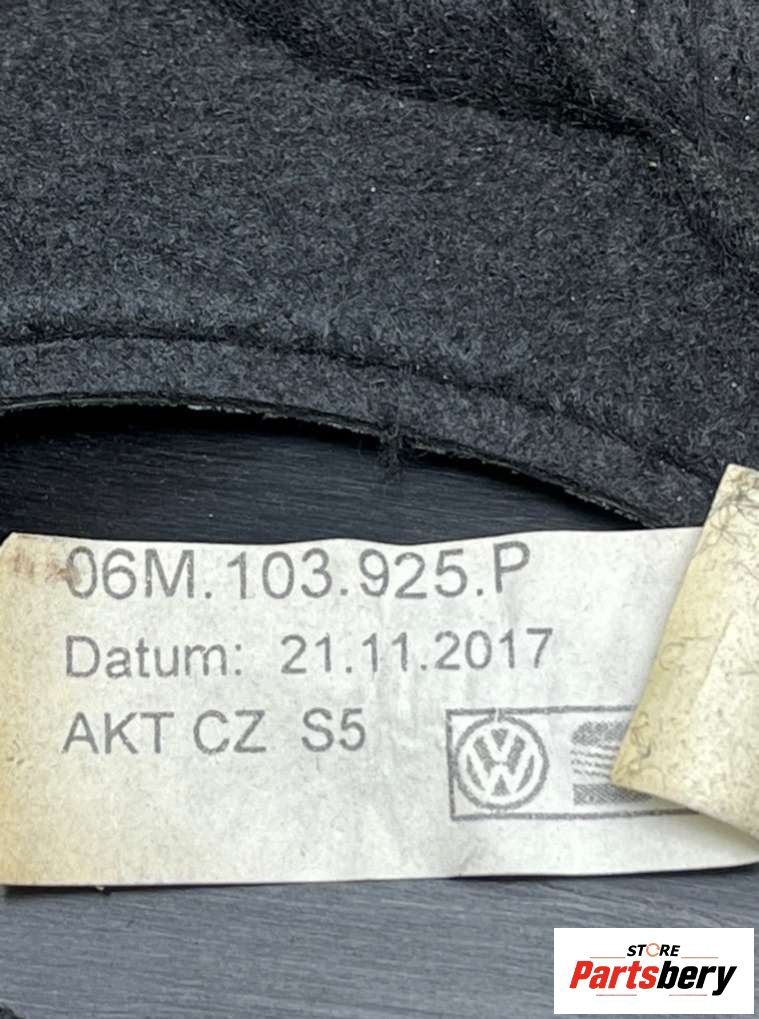 06M.103.925.P
Datum: 21.11.2017
AKT CZ S5
STORE
Partsbery